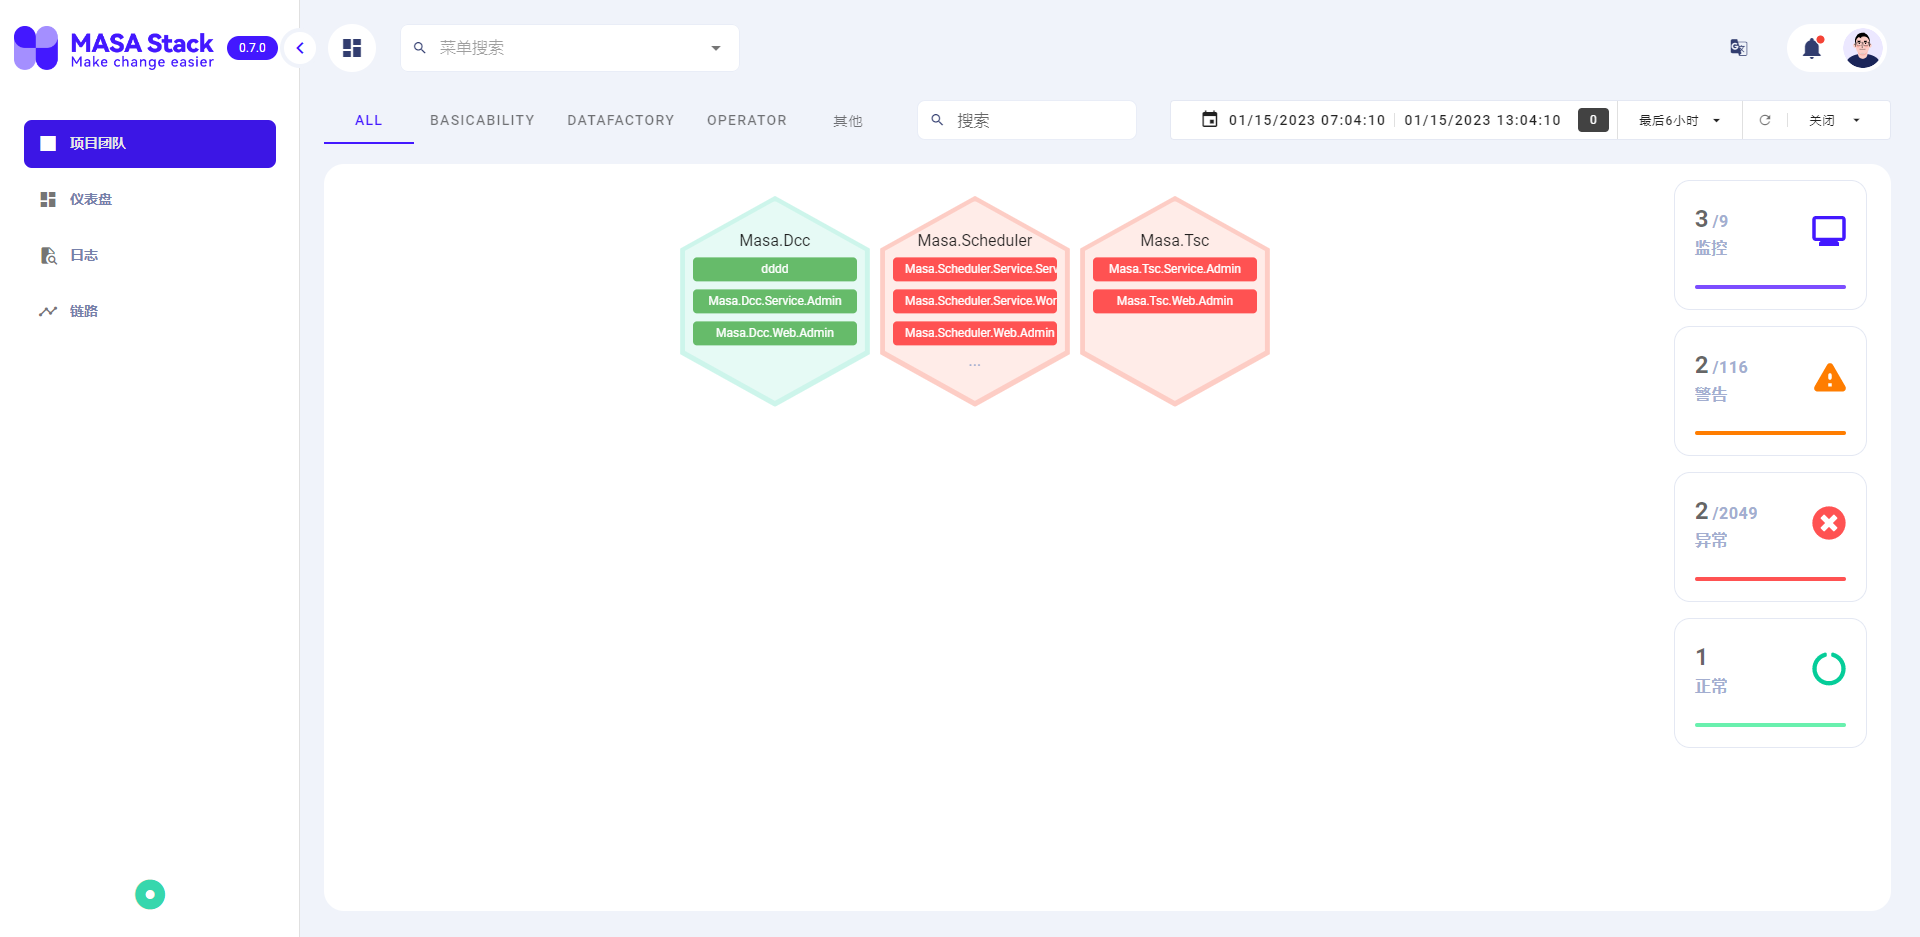 MASA Stack
Make change easier
0.7.0
菜单搜索
项目团队
仪表盘
日志
链路
ALL
BASICABILITY
DATAFACTORY
OPERATOR
其他
搜索
01/15/2023 07:04:10
01/15/2023 13:04:10
0
最后6小时
关闭
Masa.Dcc
dddd
Masa.Dcc.Service.Admin
Masa.Dcc.Web.Admin
Masa.Scheduler
Masa.Scheduler.Service.Serv
Masa.Scheduler.Service.Wor
Masa.Scheduler.Web.Admin
...
Masa.Tsc
Masa.Tsc.Service.Admin
Masa.Tsc.Web.Admin
3 /9
监控
2 /116
警告
2 /2049
异常
1
正常